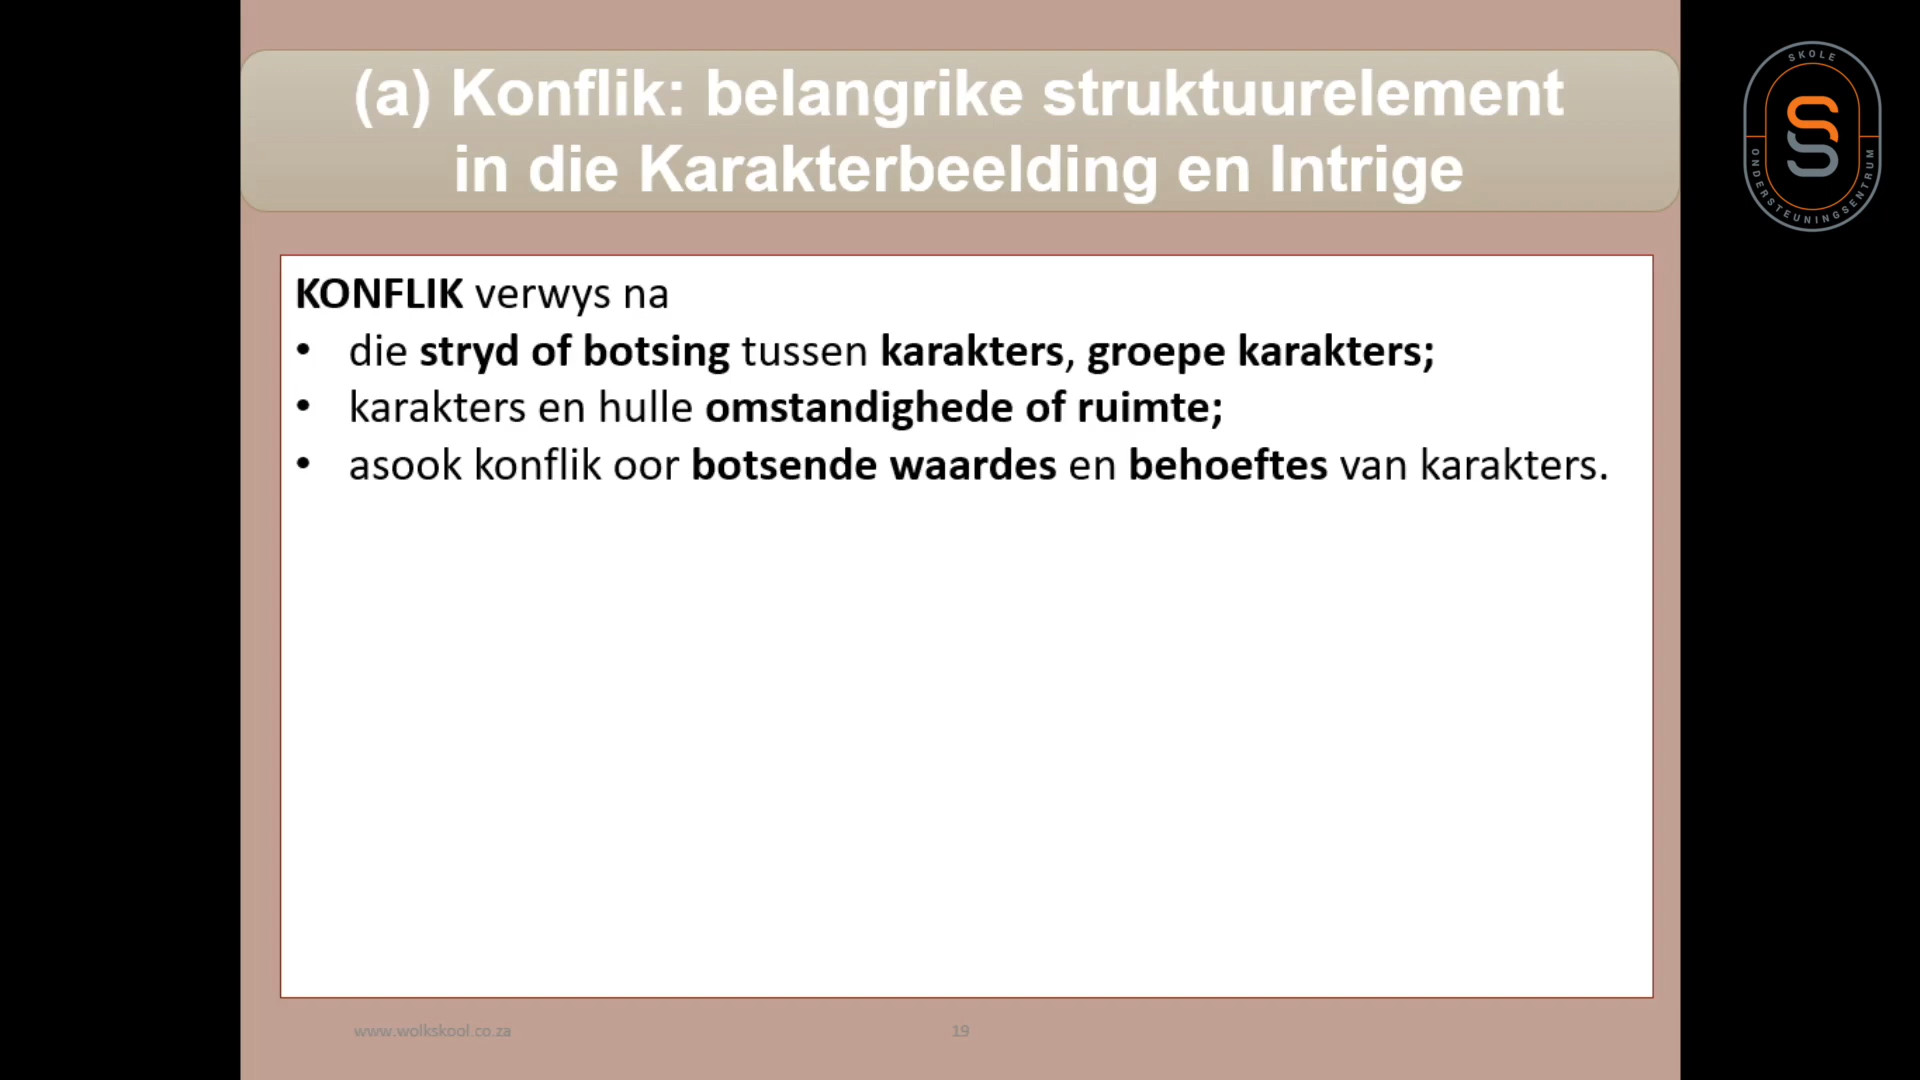 (a) Konflik: belangrike struktuurelement
in die Karakterbeelding en Intrige
SKOLE
SS
ONDERSTEUNINGSENTRUM
KONFLIK verwys na
• die stryd of botsing tussen karakters, groepe karakters;
• karakters en hulle omstandighede of ruimte;
• asook konflik oor botsende waardes en behoeftes van karakters.
www.wolkskool.co.za
19